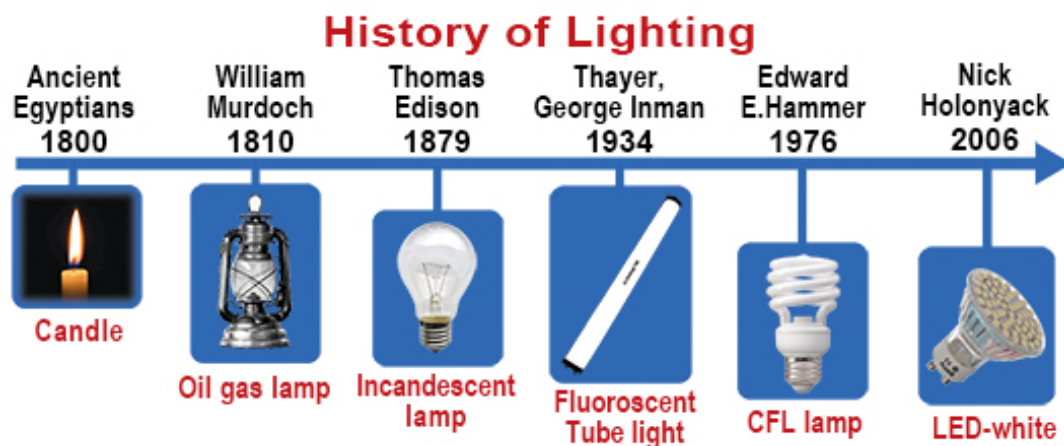 History of Lighting
Ancient
Egyptians
1800
William
Murdoch
1810
Thomas
Edison
1879
Thayer,
George Inman
1934
Edward
E.Hammer
1976
Nick
Holonyack
2006
Candle
Oil gas lamp
Incandescent
lamp
Fluoroscent
Tube light
CFL lamp
LED-white